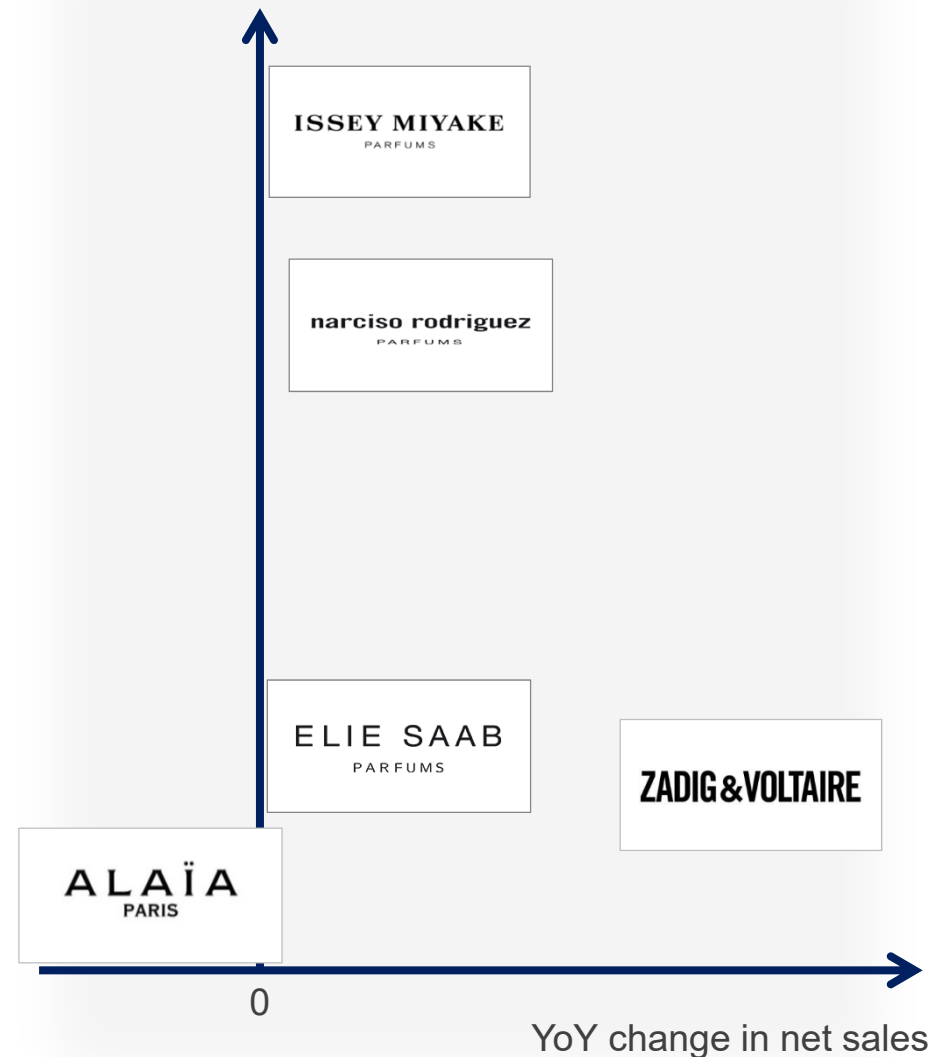 ISSEY MIYAKE
PARFUMS
narciso rodriguez
PARFUMS
ELIE SAAB
PARFUMS
ZADIG&VOLTAIRE
ALAÏA
PARIS
0
YoY change in net sales